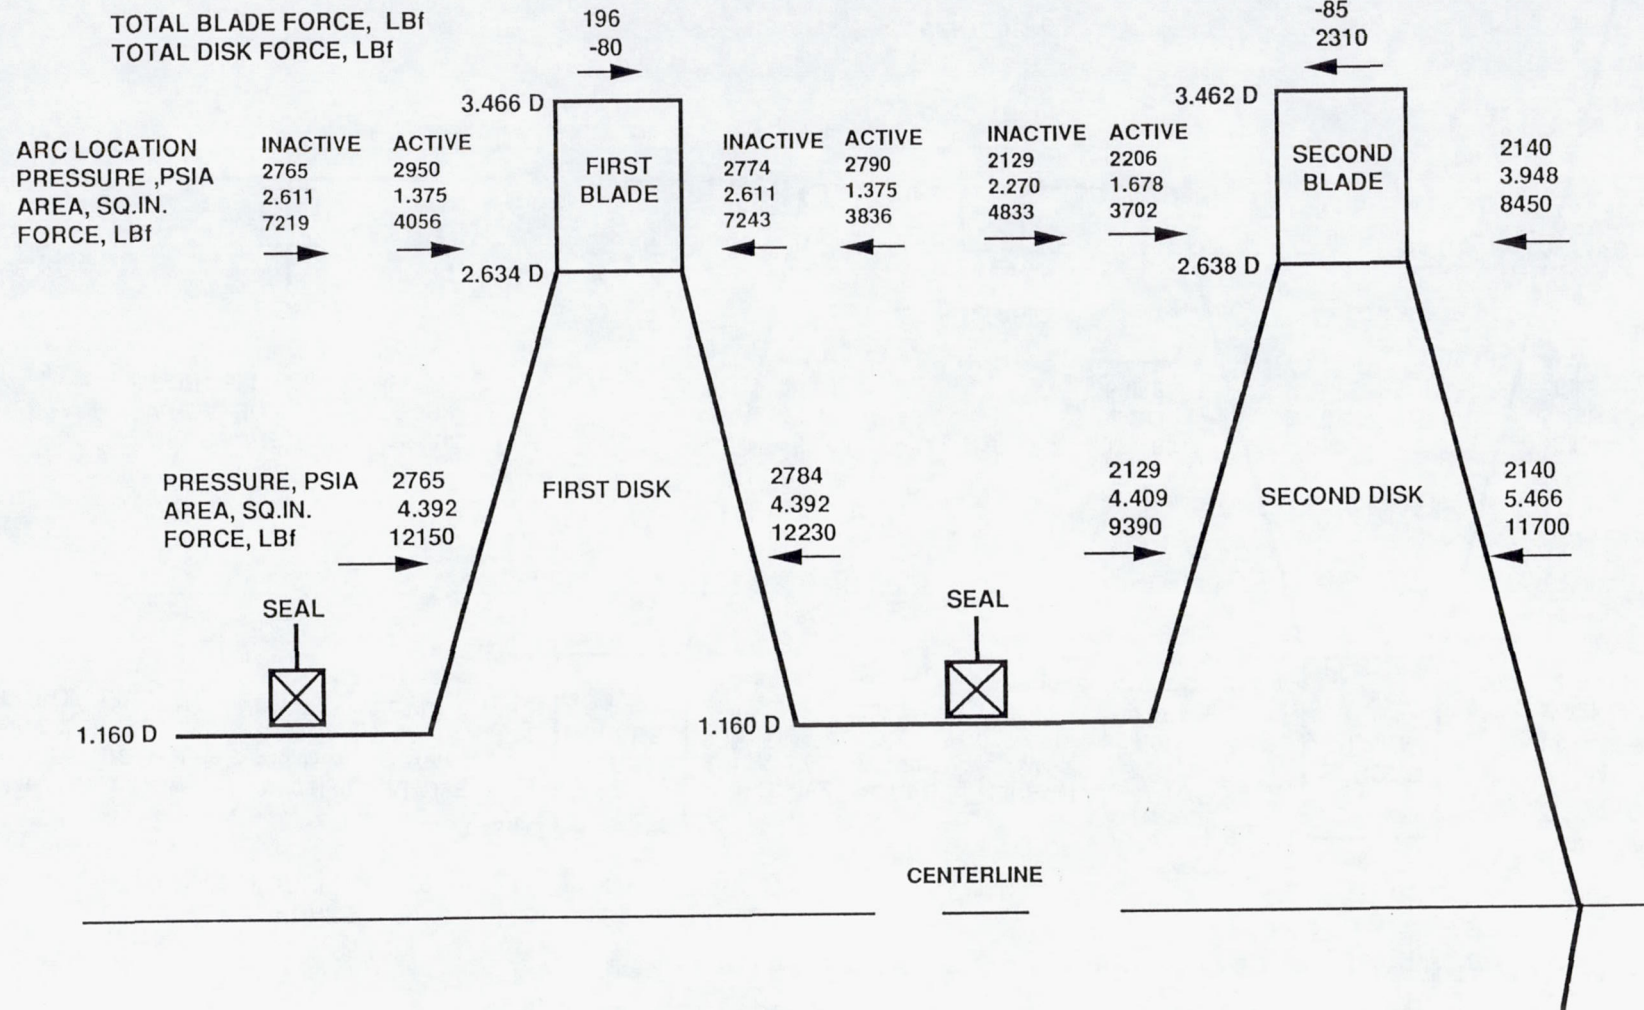 TOTAL BLADE FORCE, LBf 196 -85
TOTAL DISK FORCE, LBf -80 2310
3.466 D 3.462 D
ARC LOCATION INACTIVE ACTIVE INACTIVE ACTIVE INACTIVE ACTIVE
PRESSURE ,PSIA 2765 2950 2774 2790 2129 2206 2140
AREA, SQ.IN. 2.611 1.375 2.611 1.375 2.270 1.678 3.948
FORCE, LBf 7219 4056 7243 3836 4833 3702 8450
FIRST
BLADE
SECOND
BLADE
2.634 D 2.638 D
PRESSURE, PSIA 2765 2784 2129 2140
AREA, SQ.IN. 4.392 4.392 4.409 5.466
FORCE, LBf 12150 12230 9390 11700
FIRST DISK SECOND DISK
SEAL SEAL
1.160 D 1.160 D
CENTERLINE